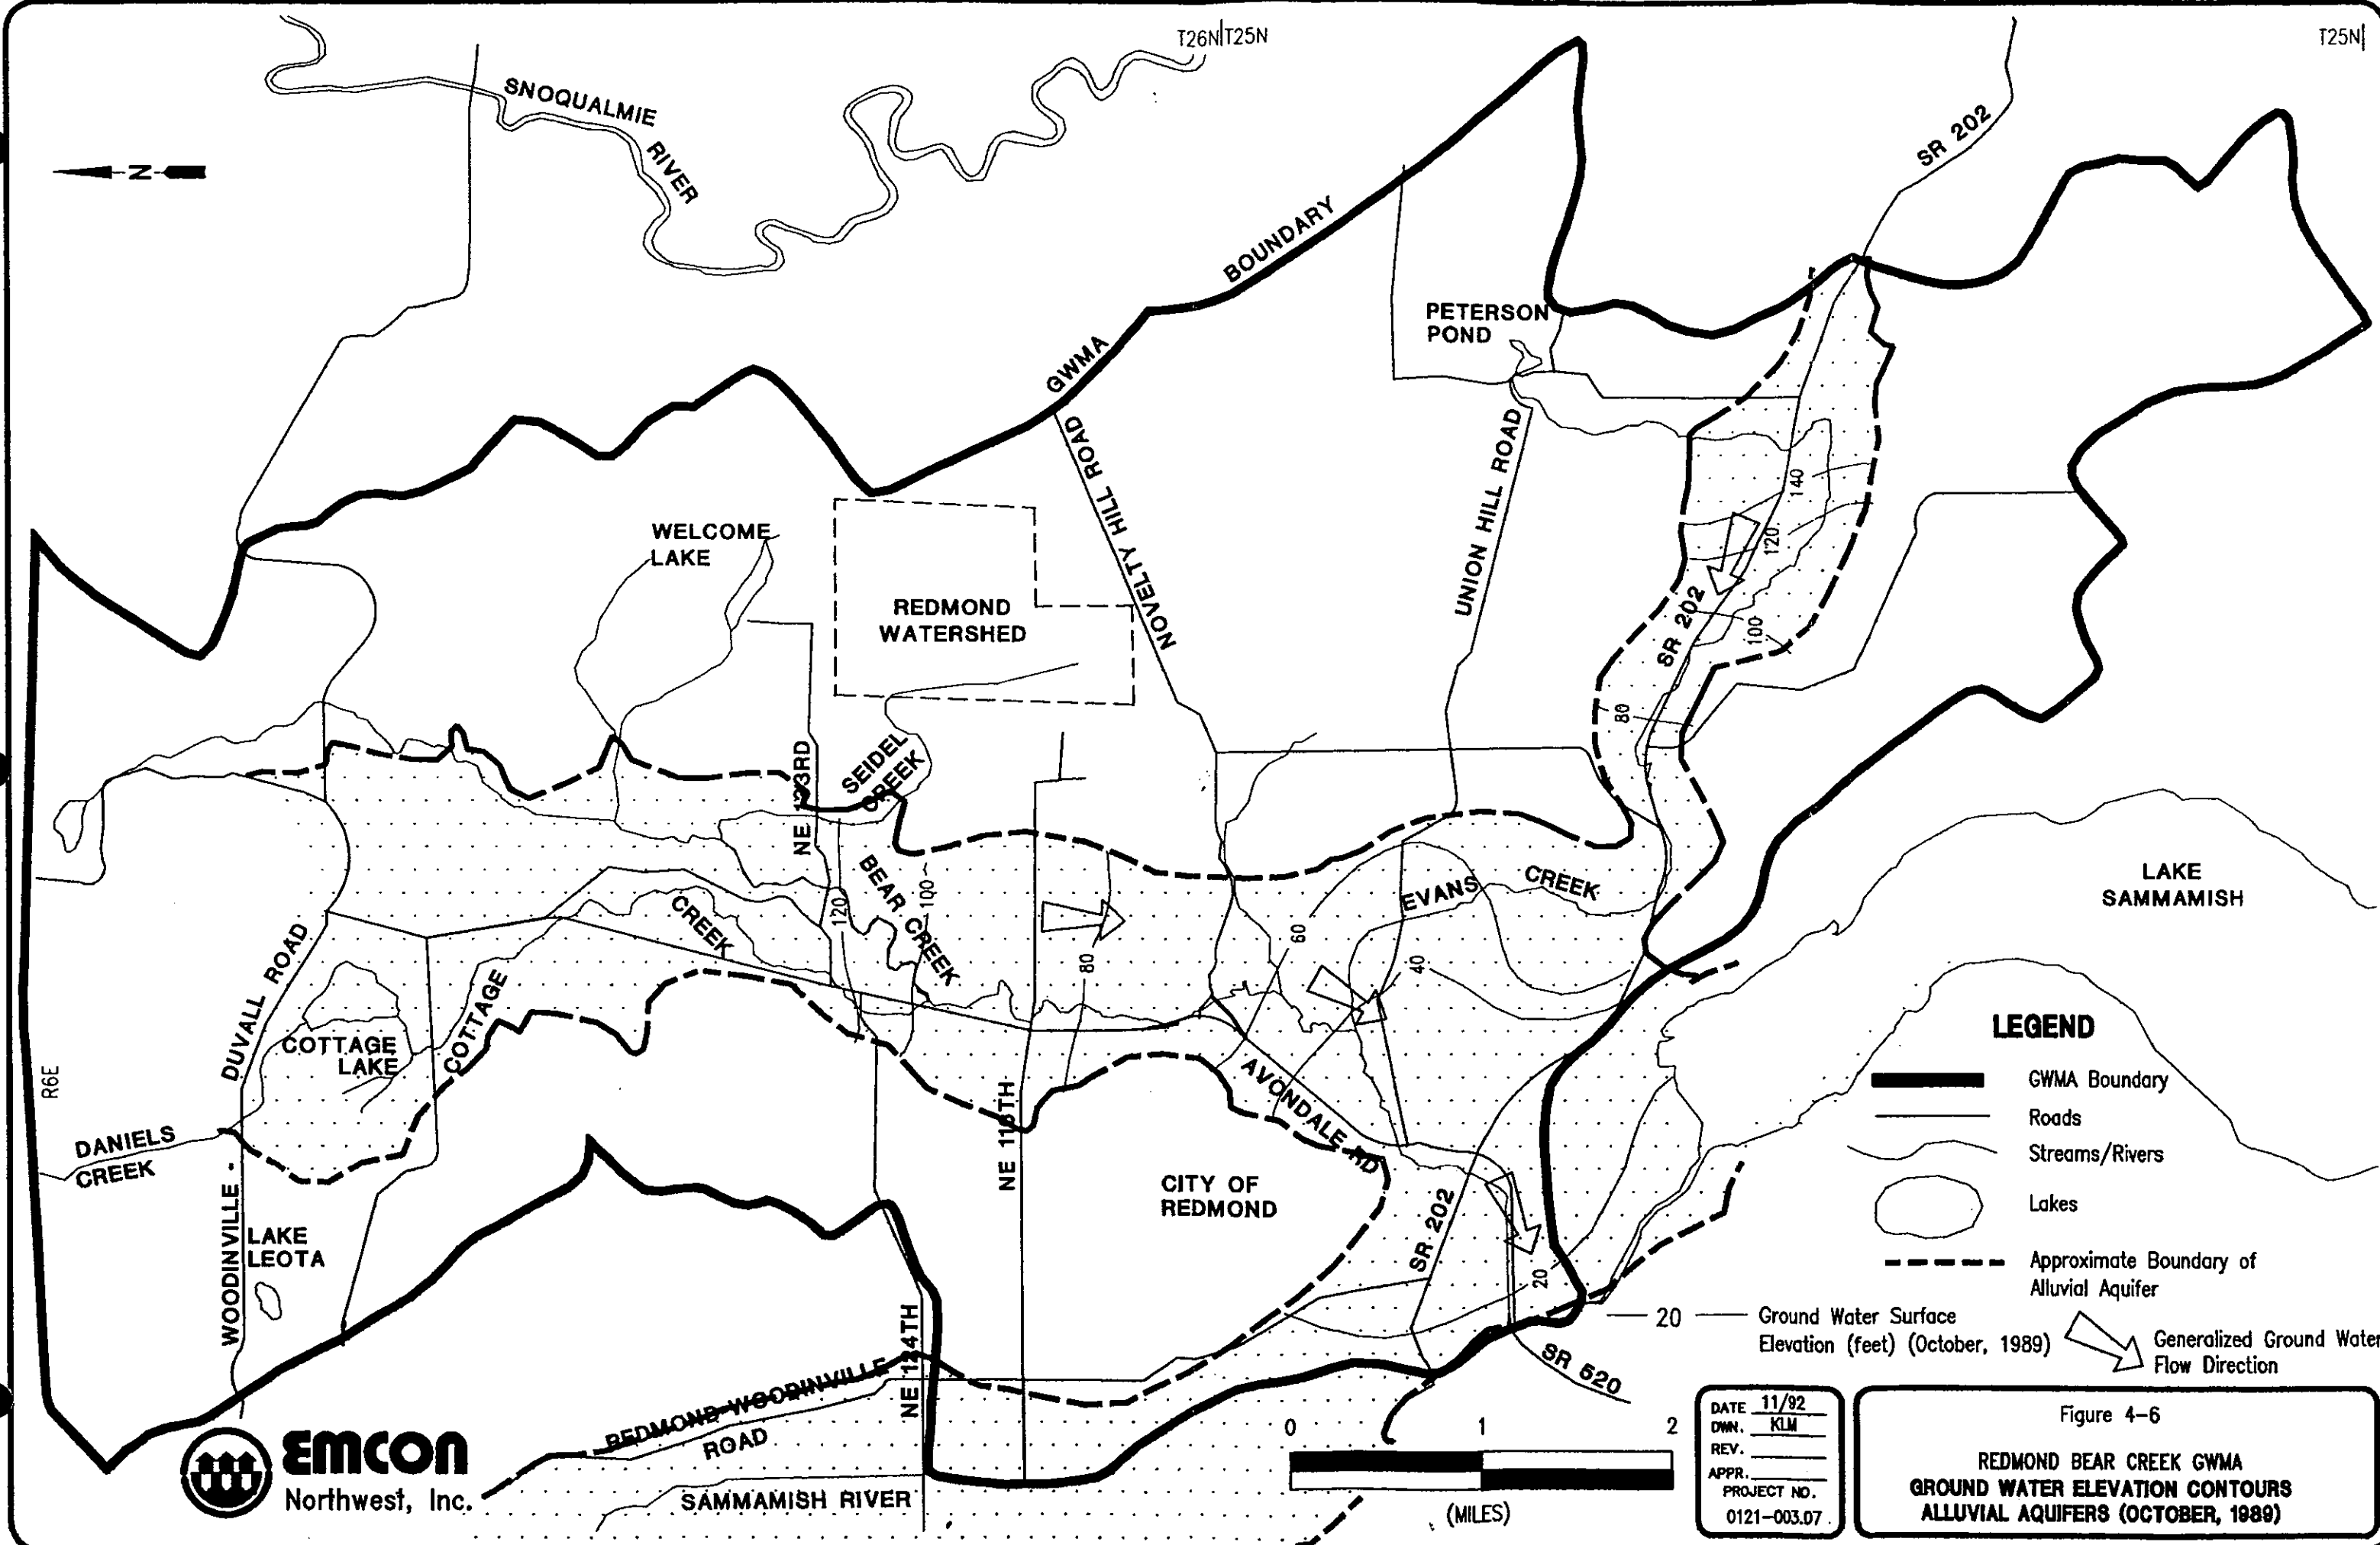 T26N|T25N
T25N|
SNOQUALMIE
RIVER
N
SR 202
GWMA
BOUNDARY
PETERSON
POND
NOVELTY HILL ROAD
UNION HILL ROAD
WELCOME
LAKE
REDMOND
WATERSHED
140
120
100
SR 202
80
NE 133RD
SEIDEL
CREEK
BEAR CREEK
120
100
80
60
40
EVANS
CREEK
LAKE
SAMMAMISH
CREEK
COTTAGE
DUVALL ROAD
WOODINVILLE -
COTTAGE
LAKE
R6E
DANIELS
CREEK
LAKE
LEOTA
NE 116TH
AVONDALE RD
CITY OF
REDMOND
SR 202
20
SR 520
NE 124TH
REDMOND-WOODINVILLE
ROAD
SAMMAMISH RIVER
LEGEND
GWMA Boundary
Roads
Streams/Rivers
Lakes
Approximate Boundary of
Alluvial Aquifer
20
Ground Water Surface
Elevation (feet) (October, 1989)
Generalized Ground Water
Flow Direction
EMCON
Northwest, Inc.
0 1 2
(MILES)
DATE 11/92
DWN. KLM
REV.
APPR.
PROJECT NO.
0121-003.07
Figure 4-6
REDMOND BEAR CREEK GWMA
GROUND WATER ELEVATION CONTOURS
ALLUVIAL AQUIFERS (OCTOBER, 1989)